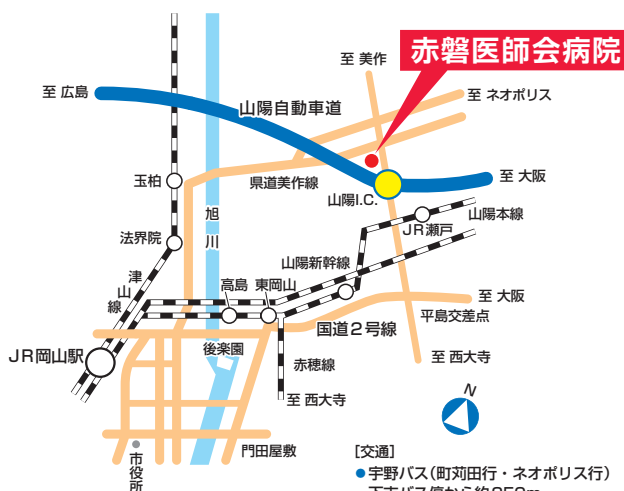 赤磐医師会病院
至 美作
至 広島
至 ネオポリス
山陽自動車道
玉柏
県道美作線
至 大阪
山陽I.C.
旭川
山陽本線
JR瀬戸
法界院
津山線
山陽新幹線
高島
東岡山
至 大阪
国道2号線
平島交差点
JR岡山駅
後楽園
赤穂線
至 西大寺
至 西大寺
N
門田屋敷
市役所
[交通]
●宇野バス(町苅田行・ネオポリス行)